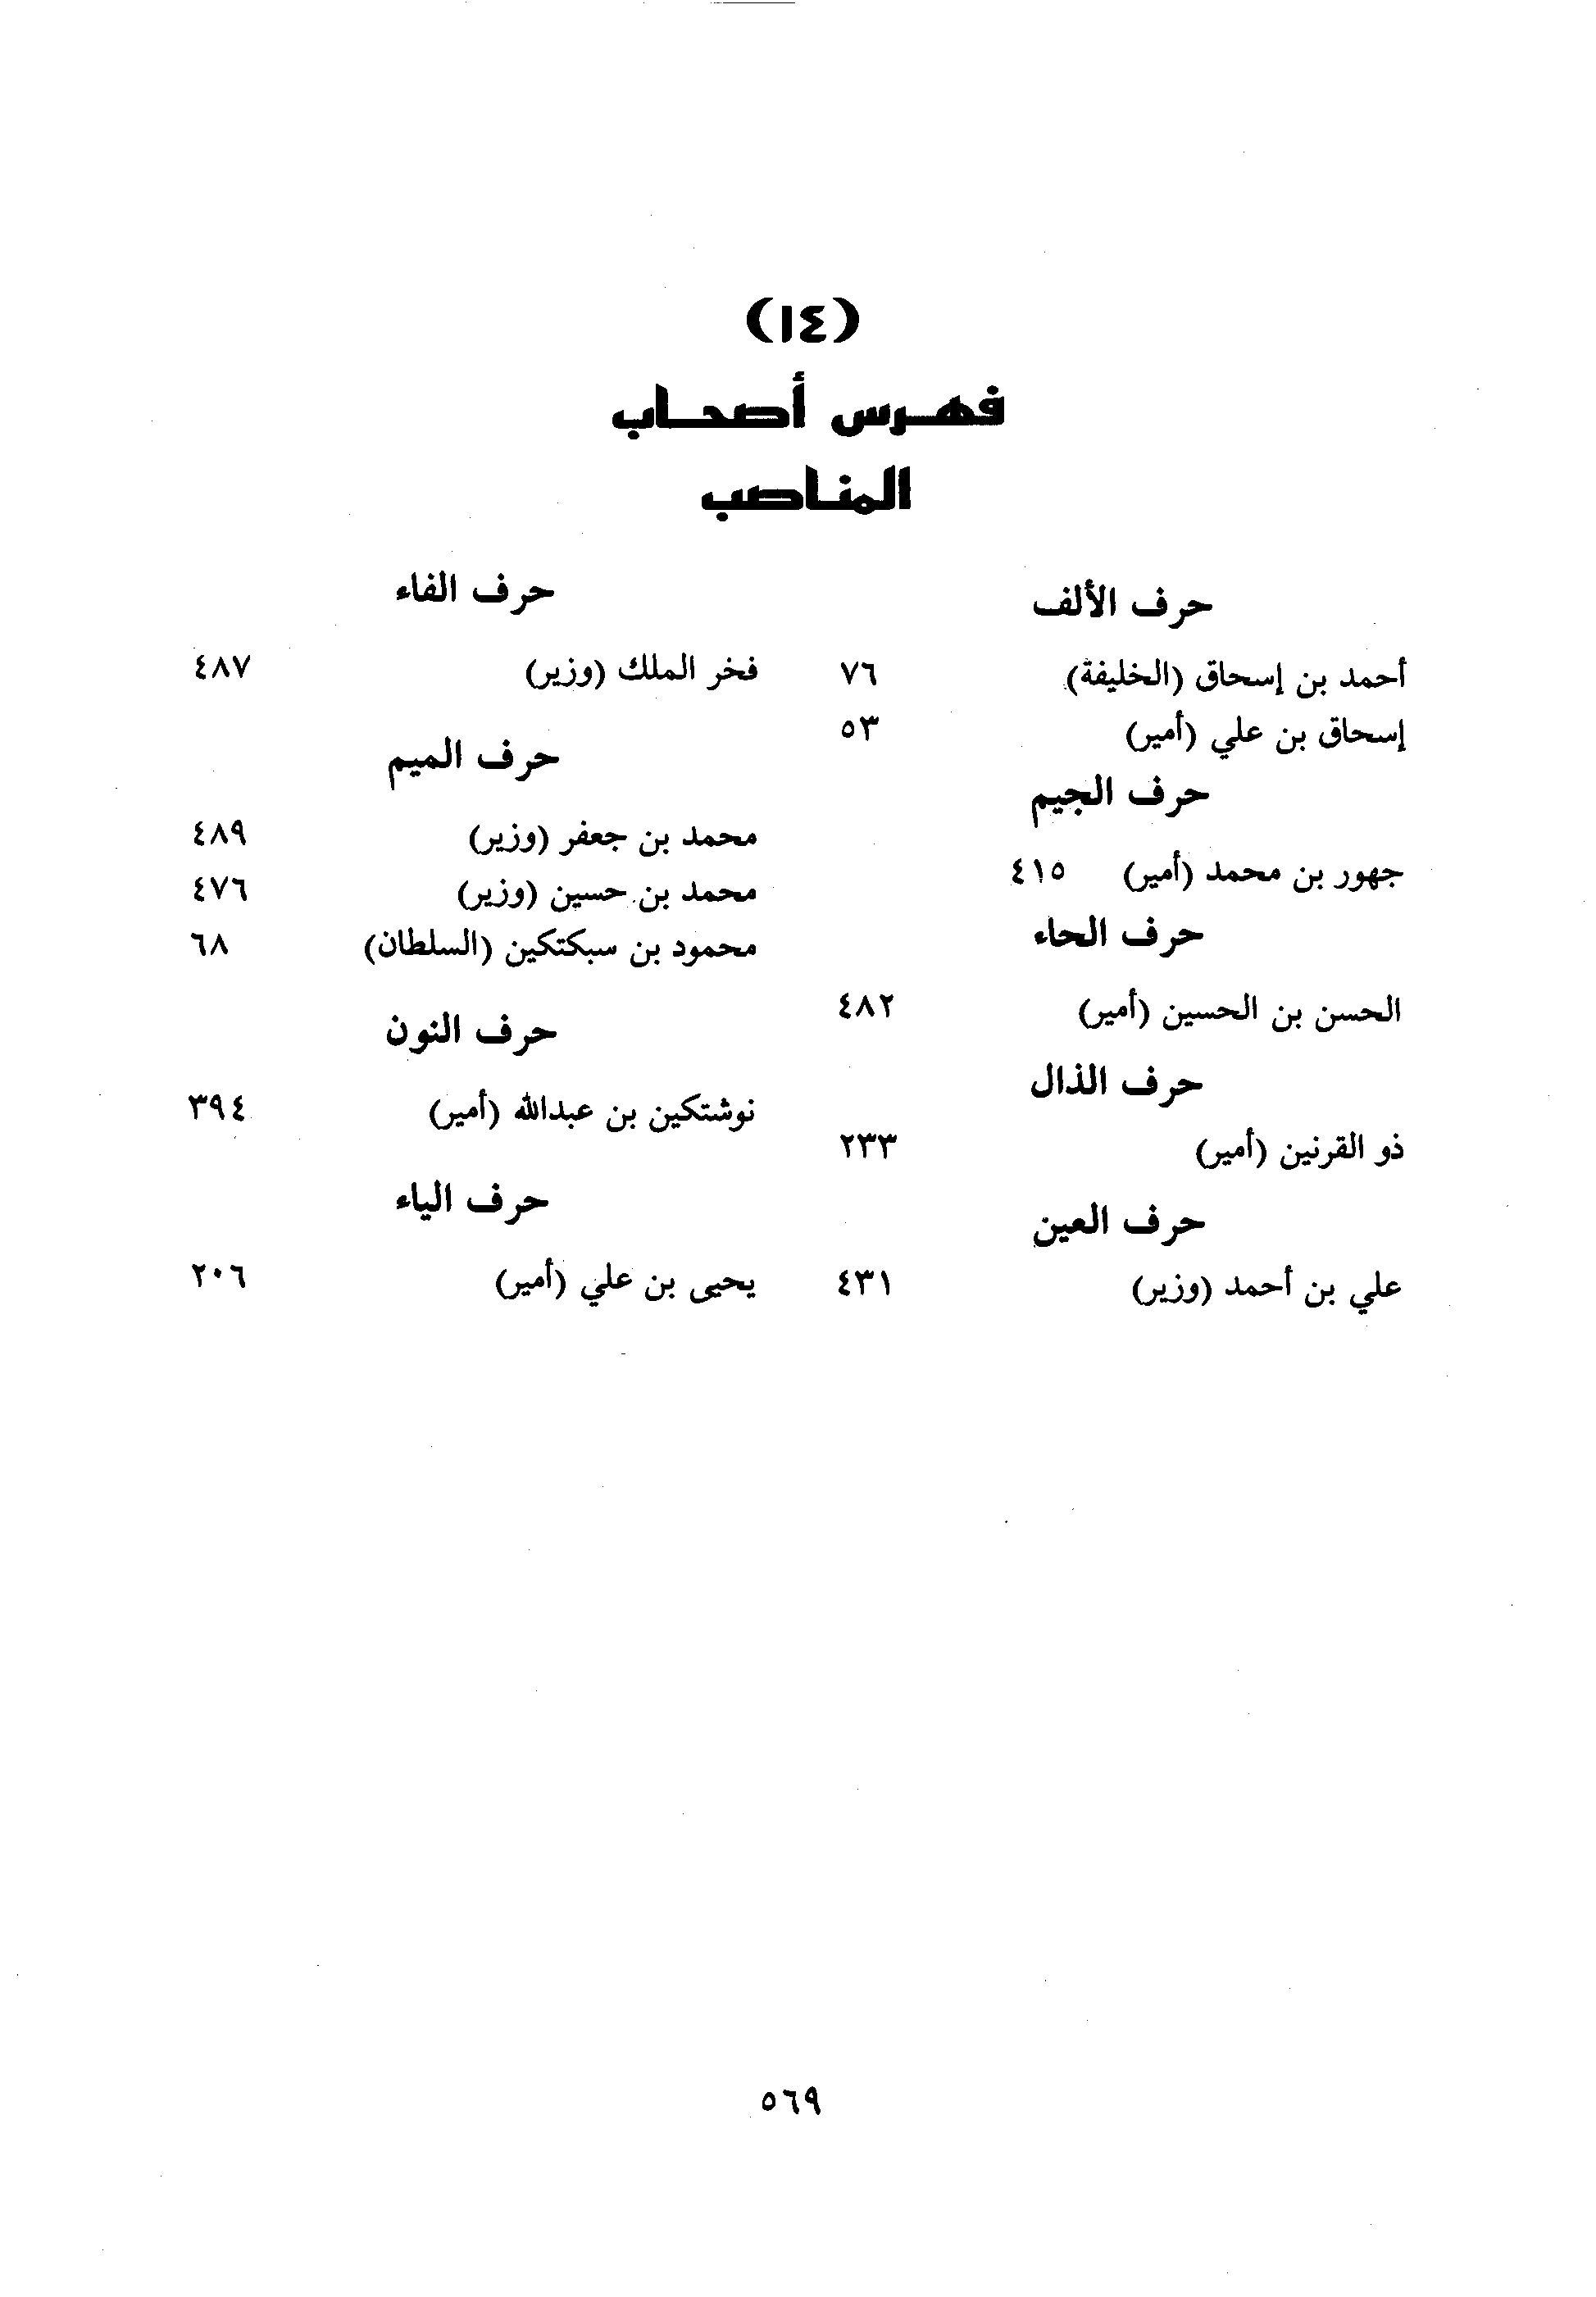 (١٤)
فهرس أصحاب
المناصب
حرف الألف
أحمد بن إسحاق (الخليفة) ٧٦
إسحاق بن علي (أمير) ٥٣
حرف الجيم
جهور بن محمد (أمير) ٤١٥
حرف الحاء
الحسن بن الحسين (أمير) ٤٨٢
حرف الذال
ذو القرنين (أمير) ٢٣٣
حرف العين
علي بن أحمد (وزير) ٤٣١
حرف الفاء
فخر الملك (وزير) ٤٨٧
حرف الميم
محمد بن جعفر (وزير) ٤٨٩
محمد بن حسين (وزير) ٤٧٦
محمود بن سبكتكين (السلطان) ٦٨
حرف النون
نوشتكين بن عبدالله (أمير) ٣٩٤
حرف الياء
يحيى بن علي (أمير) ٢٠٦
٥٦٩